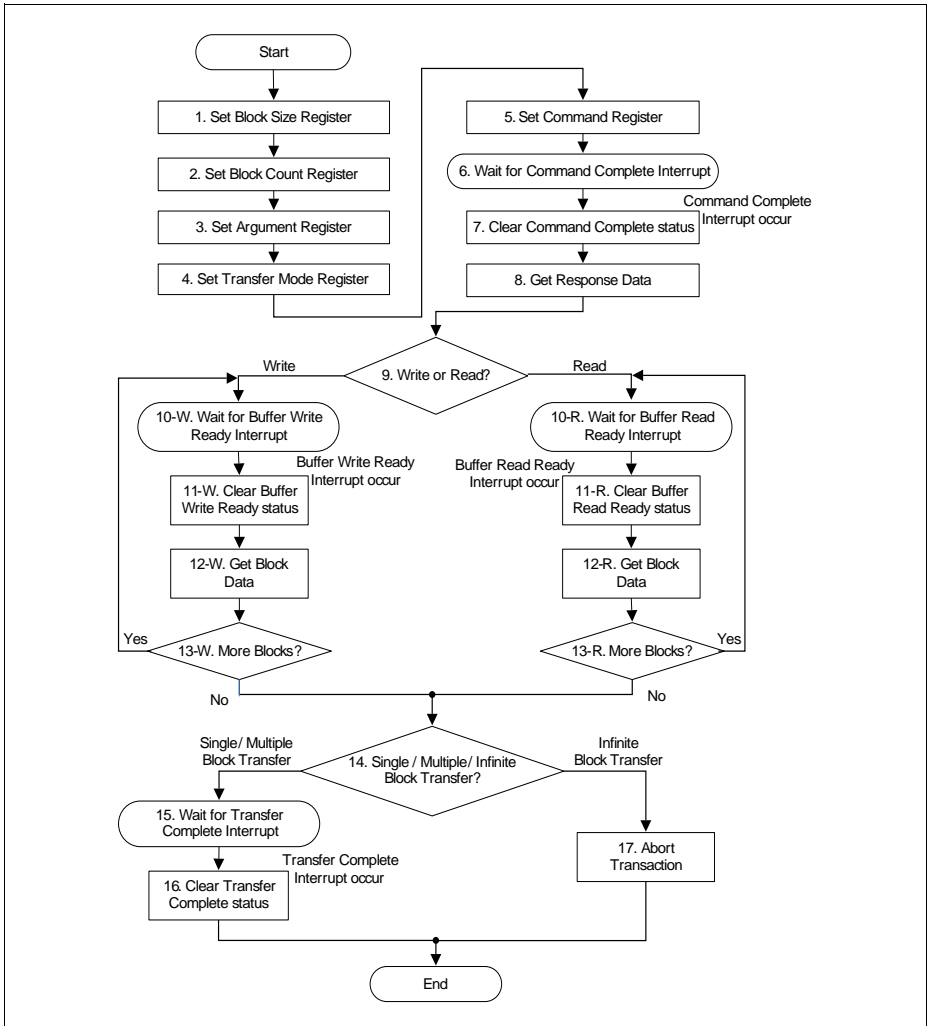 Start
1. Set Block Size Register
2. Set Block Count Register
3. Set Argument Register
4. Set Transfer Mode Register
5. Set Command Register
6. Wait for Command Complete Interrupt
Command Complete
Interrupt occur
7. Clear Command Complete status
8. Get Response Data
9. Write or Read?
Write
Read
10-W. Wait for Buffer Write
Ready Interrupt
Buffer Write Ready
Interrupt occur
11-W. Clear Buffer
Write Ready status
12-W. Get Block
Data
13-W. More Blocks?
Yes
No
10-R. Wait for Buffer Read
Ready Interrupt
Buffer Read Ready
Interrupt occur
11-R. Clear Buffer
Read Ready status
12-R. Get Block
Data
13-R. More Blocks?
Yes
No
14. Single / Multiple/ Infinite
Block Transfer?
Single/ Multiple
Block Transfer
Infinite
Block Transfer
15. Wait for Transfer
Complete Interrupt
Transfer Complete
Interrupt occur
16. Clear Transfer
Complete status
17. Abort
Transaction
End